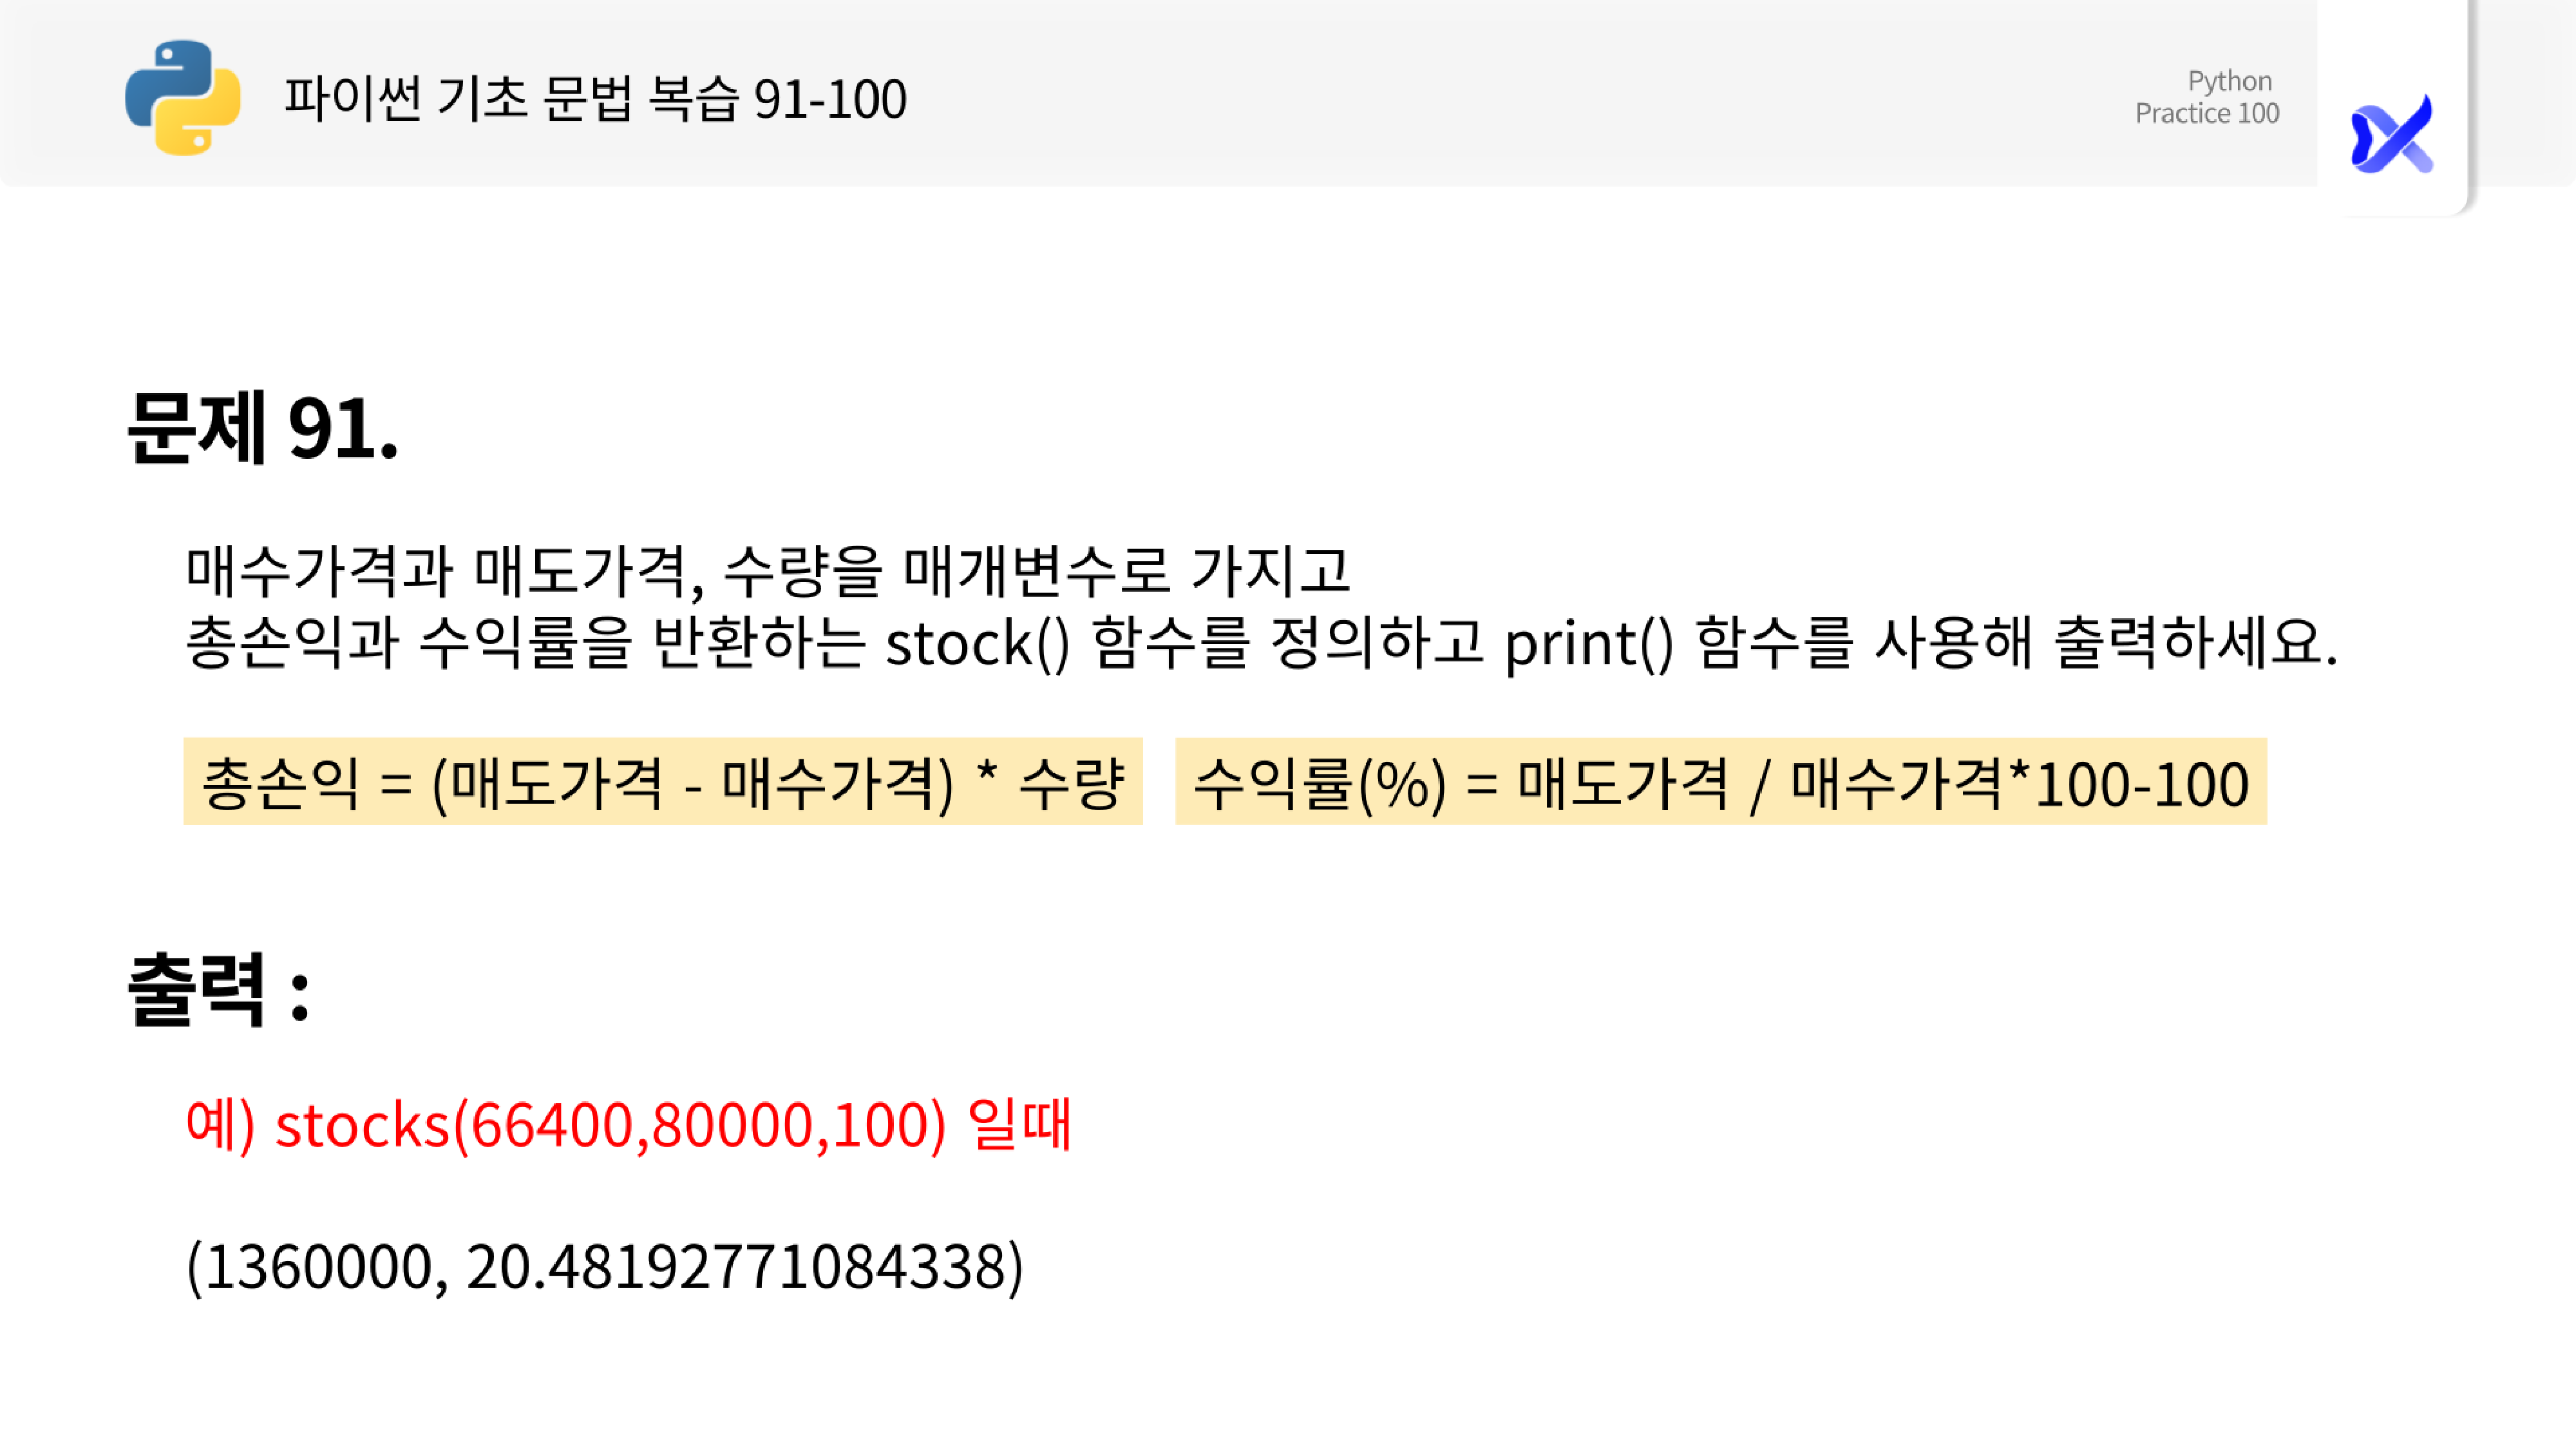 파이썬 기초 문법 복습 91-100
Python
Practice 100
문제 91.
매수가격과 매도가격, 수량을 매개변수로 가지고
총손익과 수익률을 반환하는 stock() 함수를 정의하고 print() 함수를 사용해 출력하세요.
총손익 = (매도가격 - 매수가격) * 수량 수익률(%) = 매도가격 / 매수가격*100-100
출력 :
예) stocks(66400,80000,100) 일때
(1360000, 20.48192771084338)